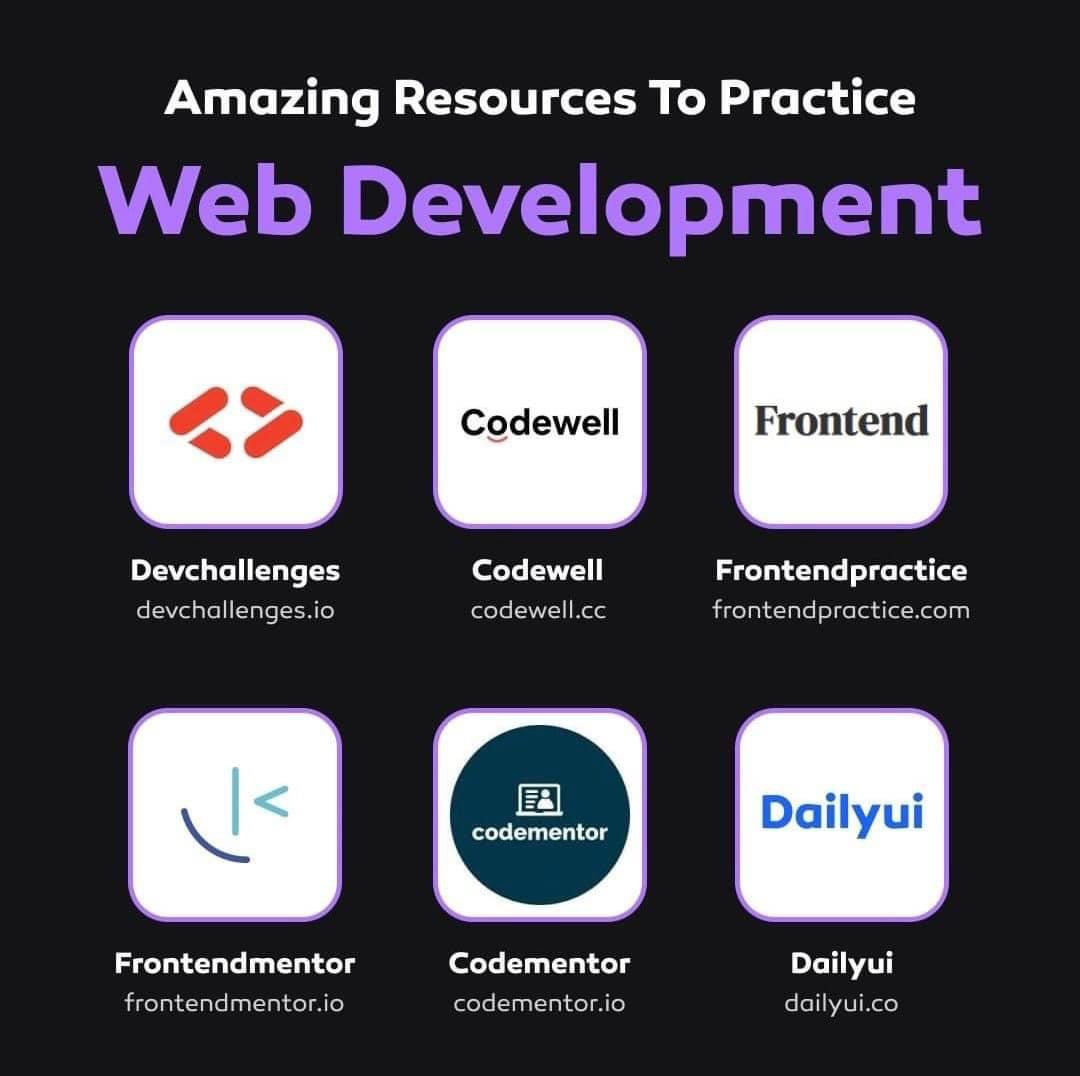 Amazing Resources To Practice
Web Development
Codewell
Frontend
Devchallenges
Codewell
Frontendpractice
devchallenges.io
codewell.cc
frontendpractice.com
codementor
Dailyui
Frontendmentor
Codementor
Dailyui
frontendmentor.io
codementor.io
dailyui.co